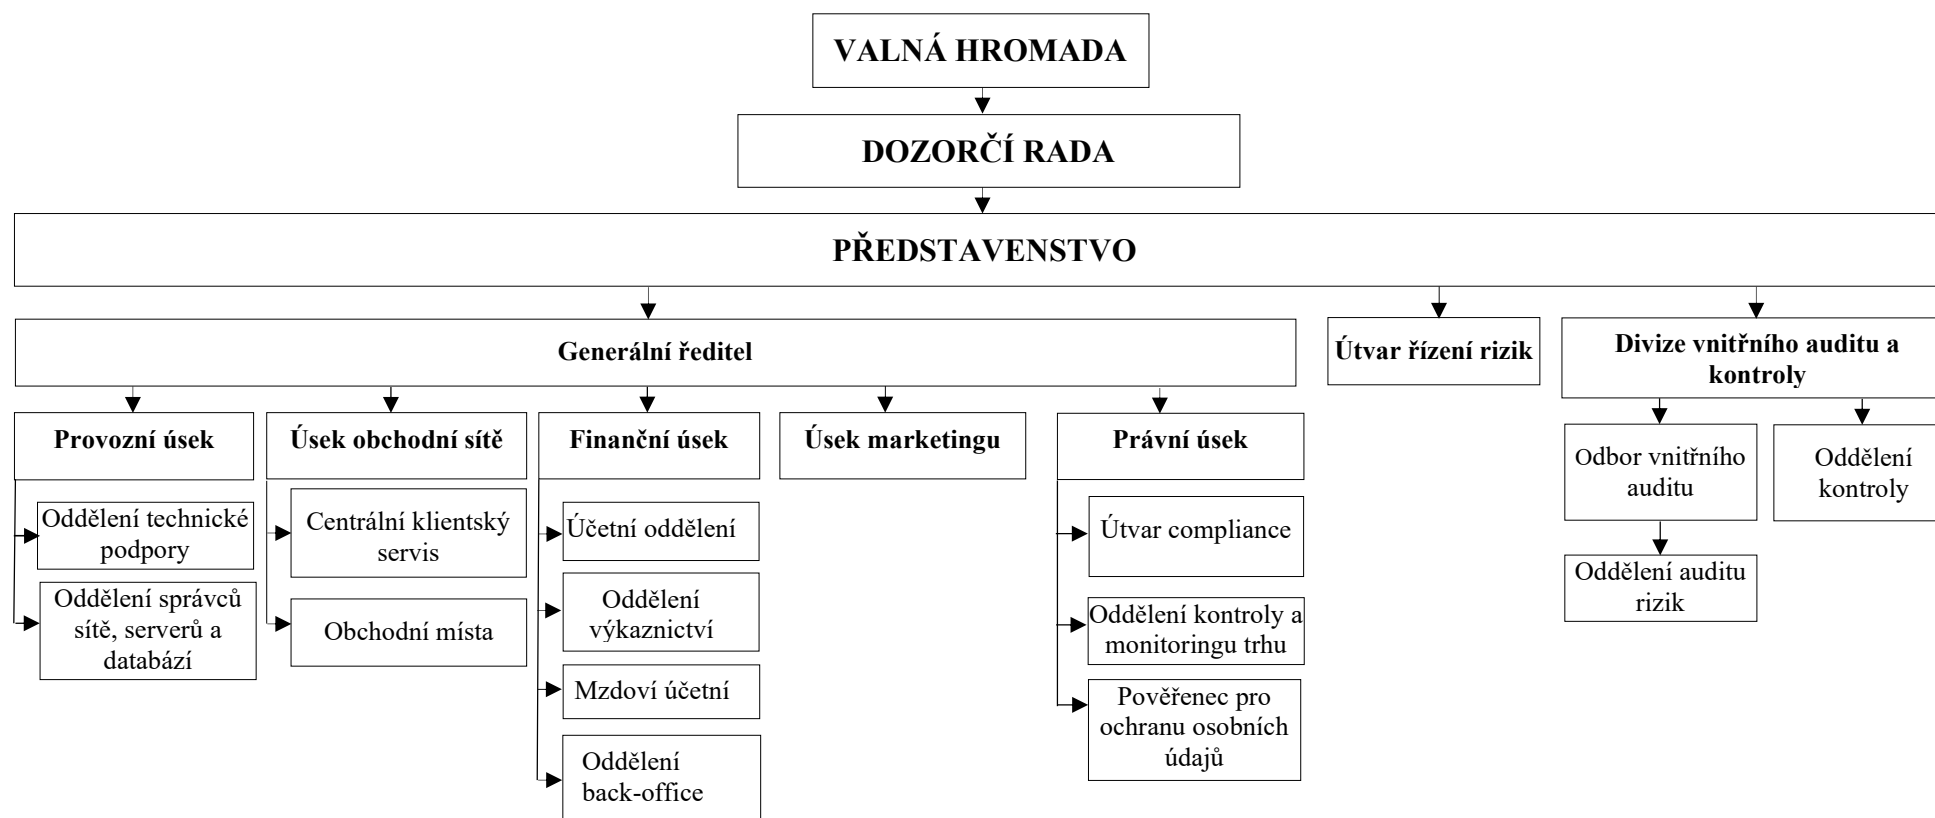 VALNÁ HROMADA
DOZORČÍ RADA
PŘEDSTAVENSTVO
Generální ředitel
Útvar řízení rizik
Divize vnitřního auditu a
kontroly
Provozní úsek
Úsek obchodní sítě
Finanční úsek
Úsek marketingu
Právní úsek
Odbor vnitřního
auditu
Oddělení
kontroly
Oddělení technické
podpory
Oddělení správců
sítě, serverů a
databází
Centrální klientský
servis
Obchodní místa
Účetní oddělení
Oddělení
výkaznictví
Mzdoví účetní
Oddělení
back-office
Útvar compliance
Oddělení kontroly a
monitoringu trhu
Pověřenec pro
ochranu osobních
údajů
Oddělení auditu
rizik